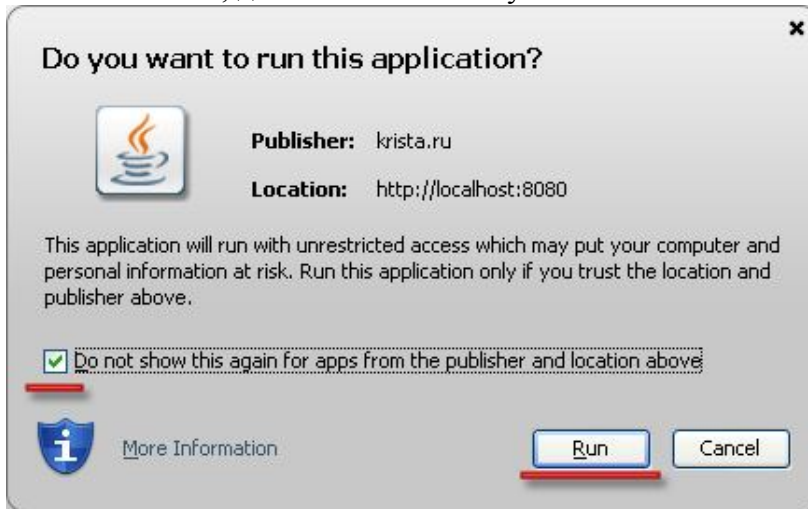 Do you want to run this application?
Publisher: krista.ru
Location: http://localhost:8080
This application will run with unrestricted access which may put your computer and
personal information at risk. Run this application only if you trust the location and
publisher above.
Do not show this again for apps from the publisher and location above
More Information
Run
Cancel